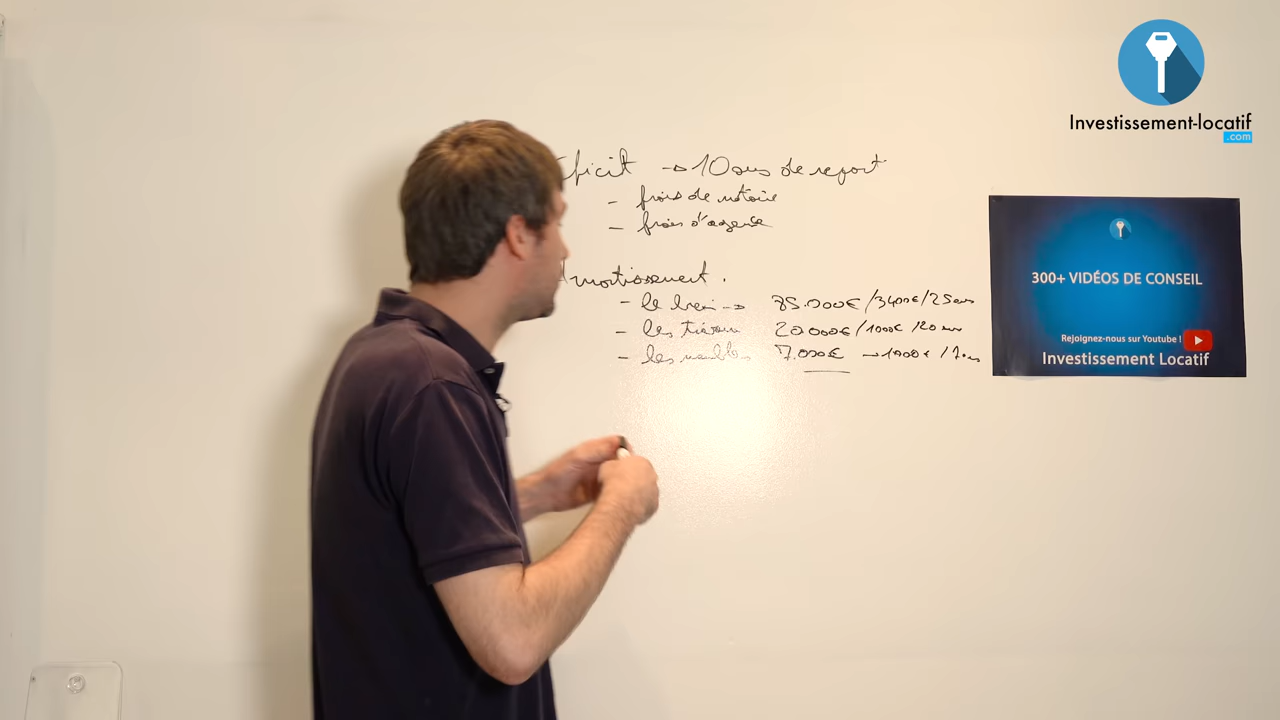 éficit → 10 ans de report
- frais de notaire
- frais d'agence
Amortissement.
- le bien → 85.000€ /3400€/25 ans
- les travaux 20.000€ /1000€ /20 ans
- les meubles 7.000€ → 1000€ / 7 ans
Investissement-locatif
.com
300+ VIDÉOS DE CONSEIL
Rejoignez-nous sur Youtube !
Investissement Locatif